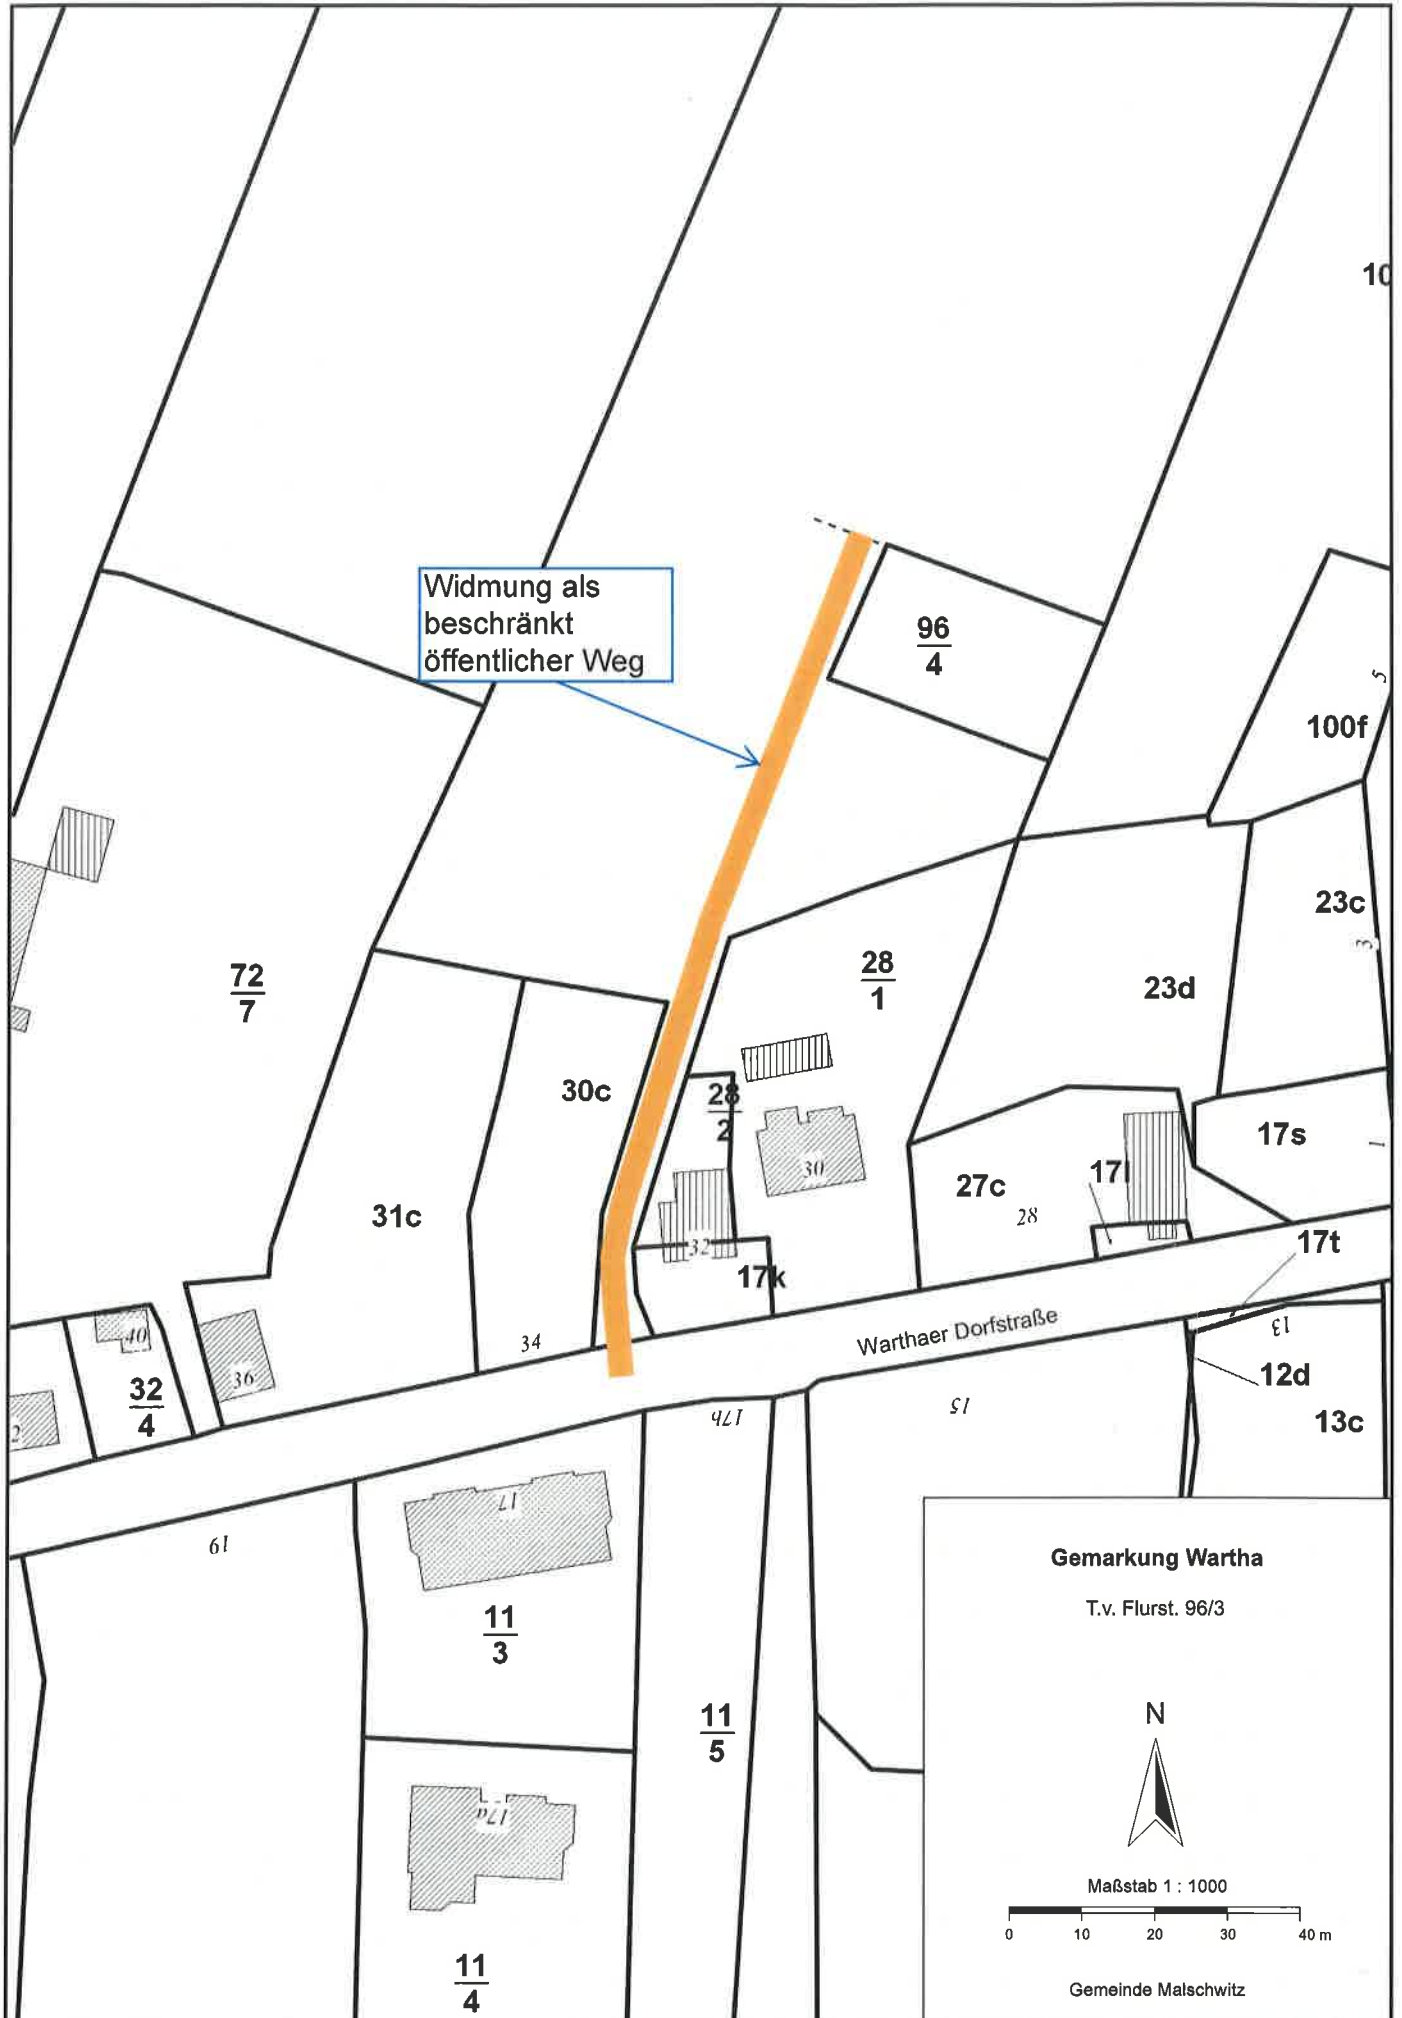 10
Widmung als
beschränkt
öffentlicher Weg
96
4
5
100f
23c
3
72
7
28
1
23d
30c
28
2
17s
1
30
27c
17l
31c
28
32
17k
17t
40
34
Warthaer Dorfstraße
13
36
32
4
12d
2
17b
15
13c
17
19
11
3
11
5
17a
11
4
Gemarkung Wartha
T.v. Flurst. 96/3
N
Maßstab 1 : 1000
0 10 20 30 40 m
Gemeinde Malschwitz